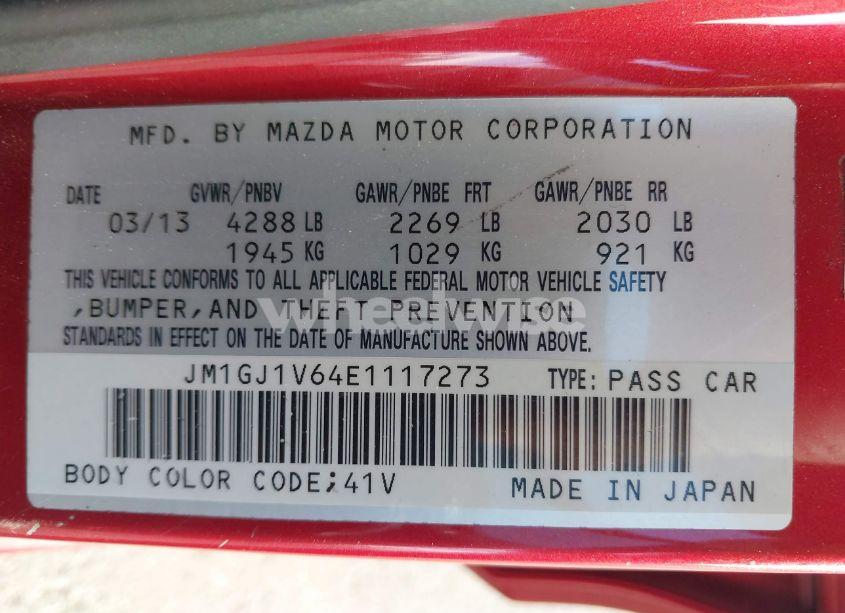 MFD. BY MAZDA MOTOR CORPORATION
DATE GVWR/PNBV GAWR/PNBE FRT GAWR/PNBE RR
03/13 4288 LB 2269 LB 2030 LB
1945 KG 1029 KG 921 KG
THIS VEHICLE CONFORMS TO ALL APPLICABLE FEDERAL MOTOR VEHICLE SAFETY
,BUMPER,AND THEFT PREVENTION
wheelwise
STANDARDS IN EFFECT ON THE DATE OF MANUFACTURE SHOWN ABOVE.
JM1GJ1V64E1117273 TYPE: PASS CAR
BODY COLOR CODE;41V MADE IN JAPAN